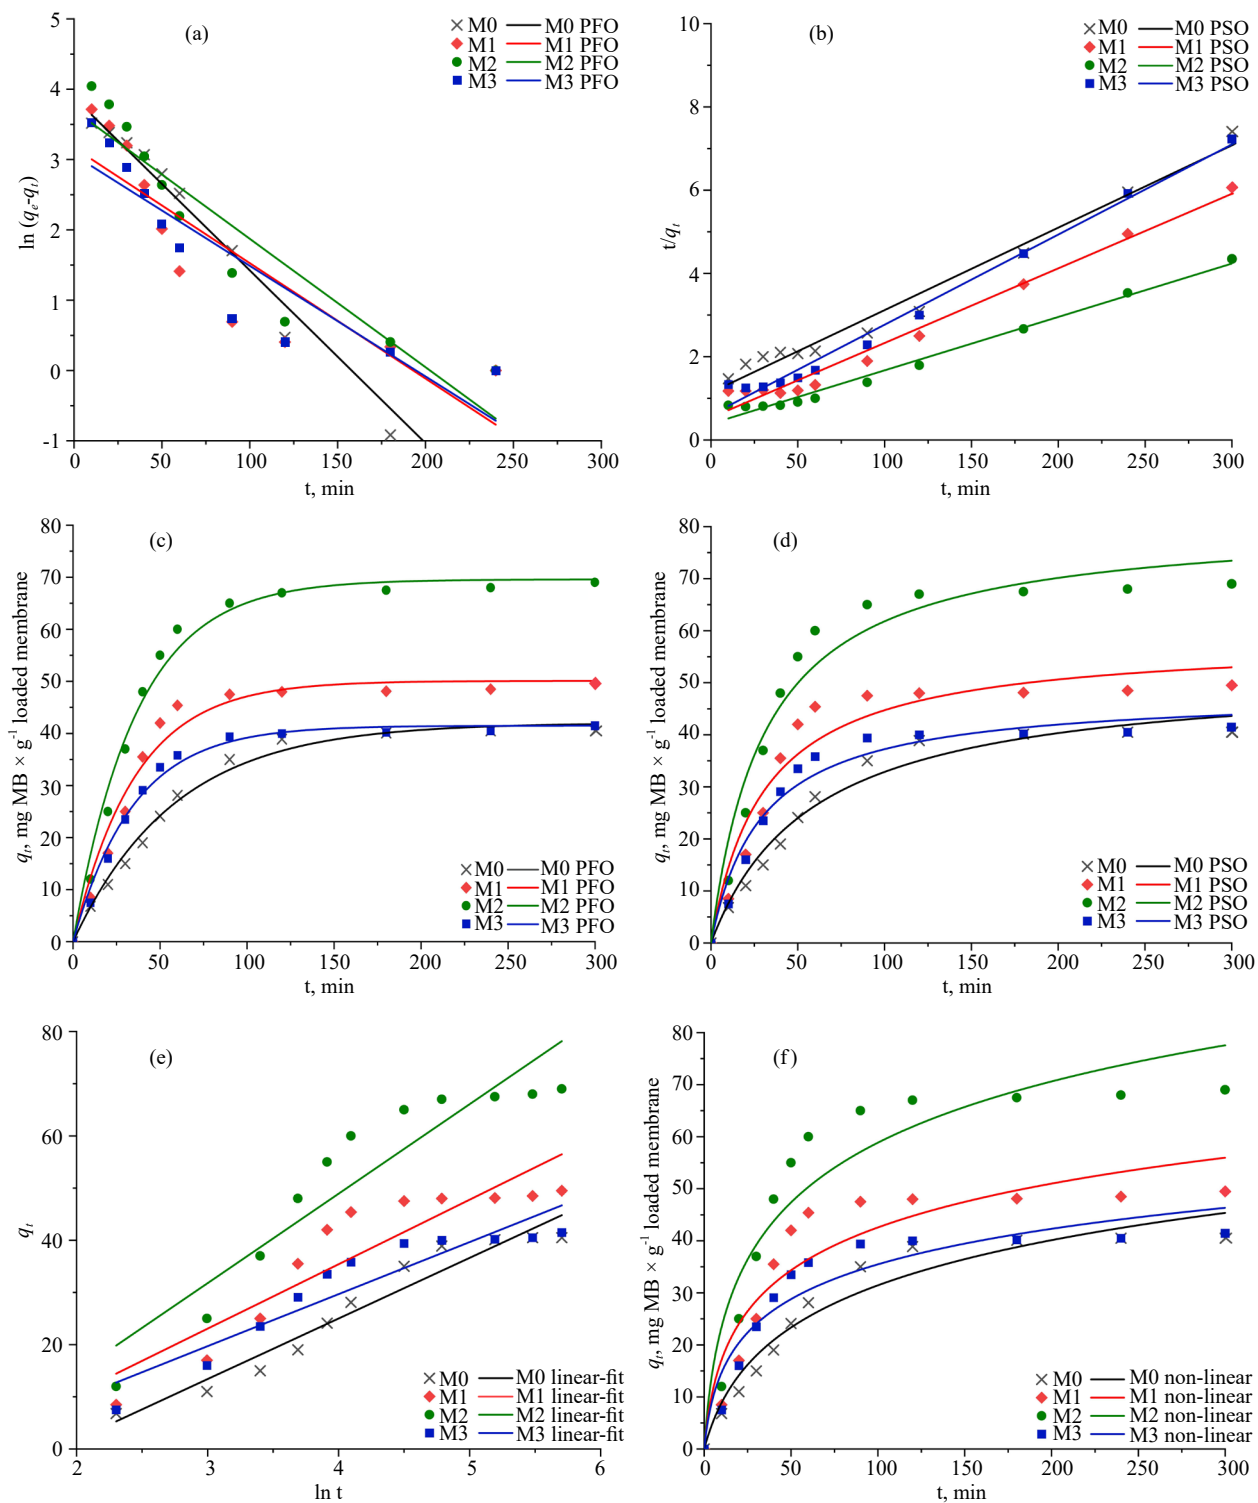 (a)
M0 M0 PFO
M1 M1 PFO
M2 M2 PFO
M3 M3 PFO
5
4
3
2
1
0
-1
ln (qe-qt)
0 50 100 150 200 250 300
t, min
(b)
M0 M0 PSO
M1 M1 PSO
M2 M2 PSO
M3 M3 PSO
10
8
6
4
2
0
t/qt
0 50 100 150 200 250 300
t, min
(c)
80
70
60
50
40
30
20
10
0
qt, mg MB × g-1 loaded membrane
M0 M0 PFO
M1 M1 PFO
M2 M2 PFO
M3 M3 PFO
0 50 100 150 200 250 300
t, min
(d)
80
70
60
50
40
30
20
10
0
qt, mg MB × g-1 loaded membrane
M0 M0 PSO
M1 M1 PSO
M2 M2 PSO
M3 M3 PSO
0 50 100 150 200 250 300
t, min
(e)
80
60
40
20
0
qt
M0 M0 linear-fit
M1 M1 linear-fit
M2 M2 linear-fit
M3 M3 linear-fit
2 3 4 5 6
ln t
(f)
80
70
60
50
40
30
20
10
0
qt, mg MB × g-1 loaded membrane
M0 M0 non-linear
M1 M1 non-linear
M2 M2 non-linear
M3 M3 non-linear
0 50 100 150 200 250 300
t, min